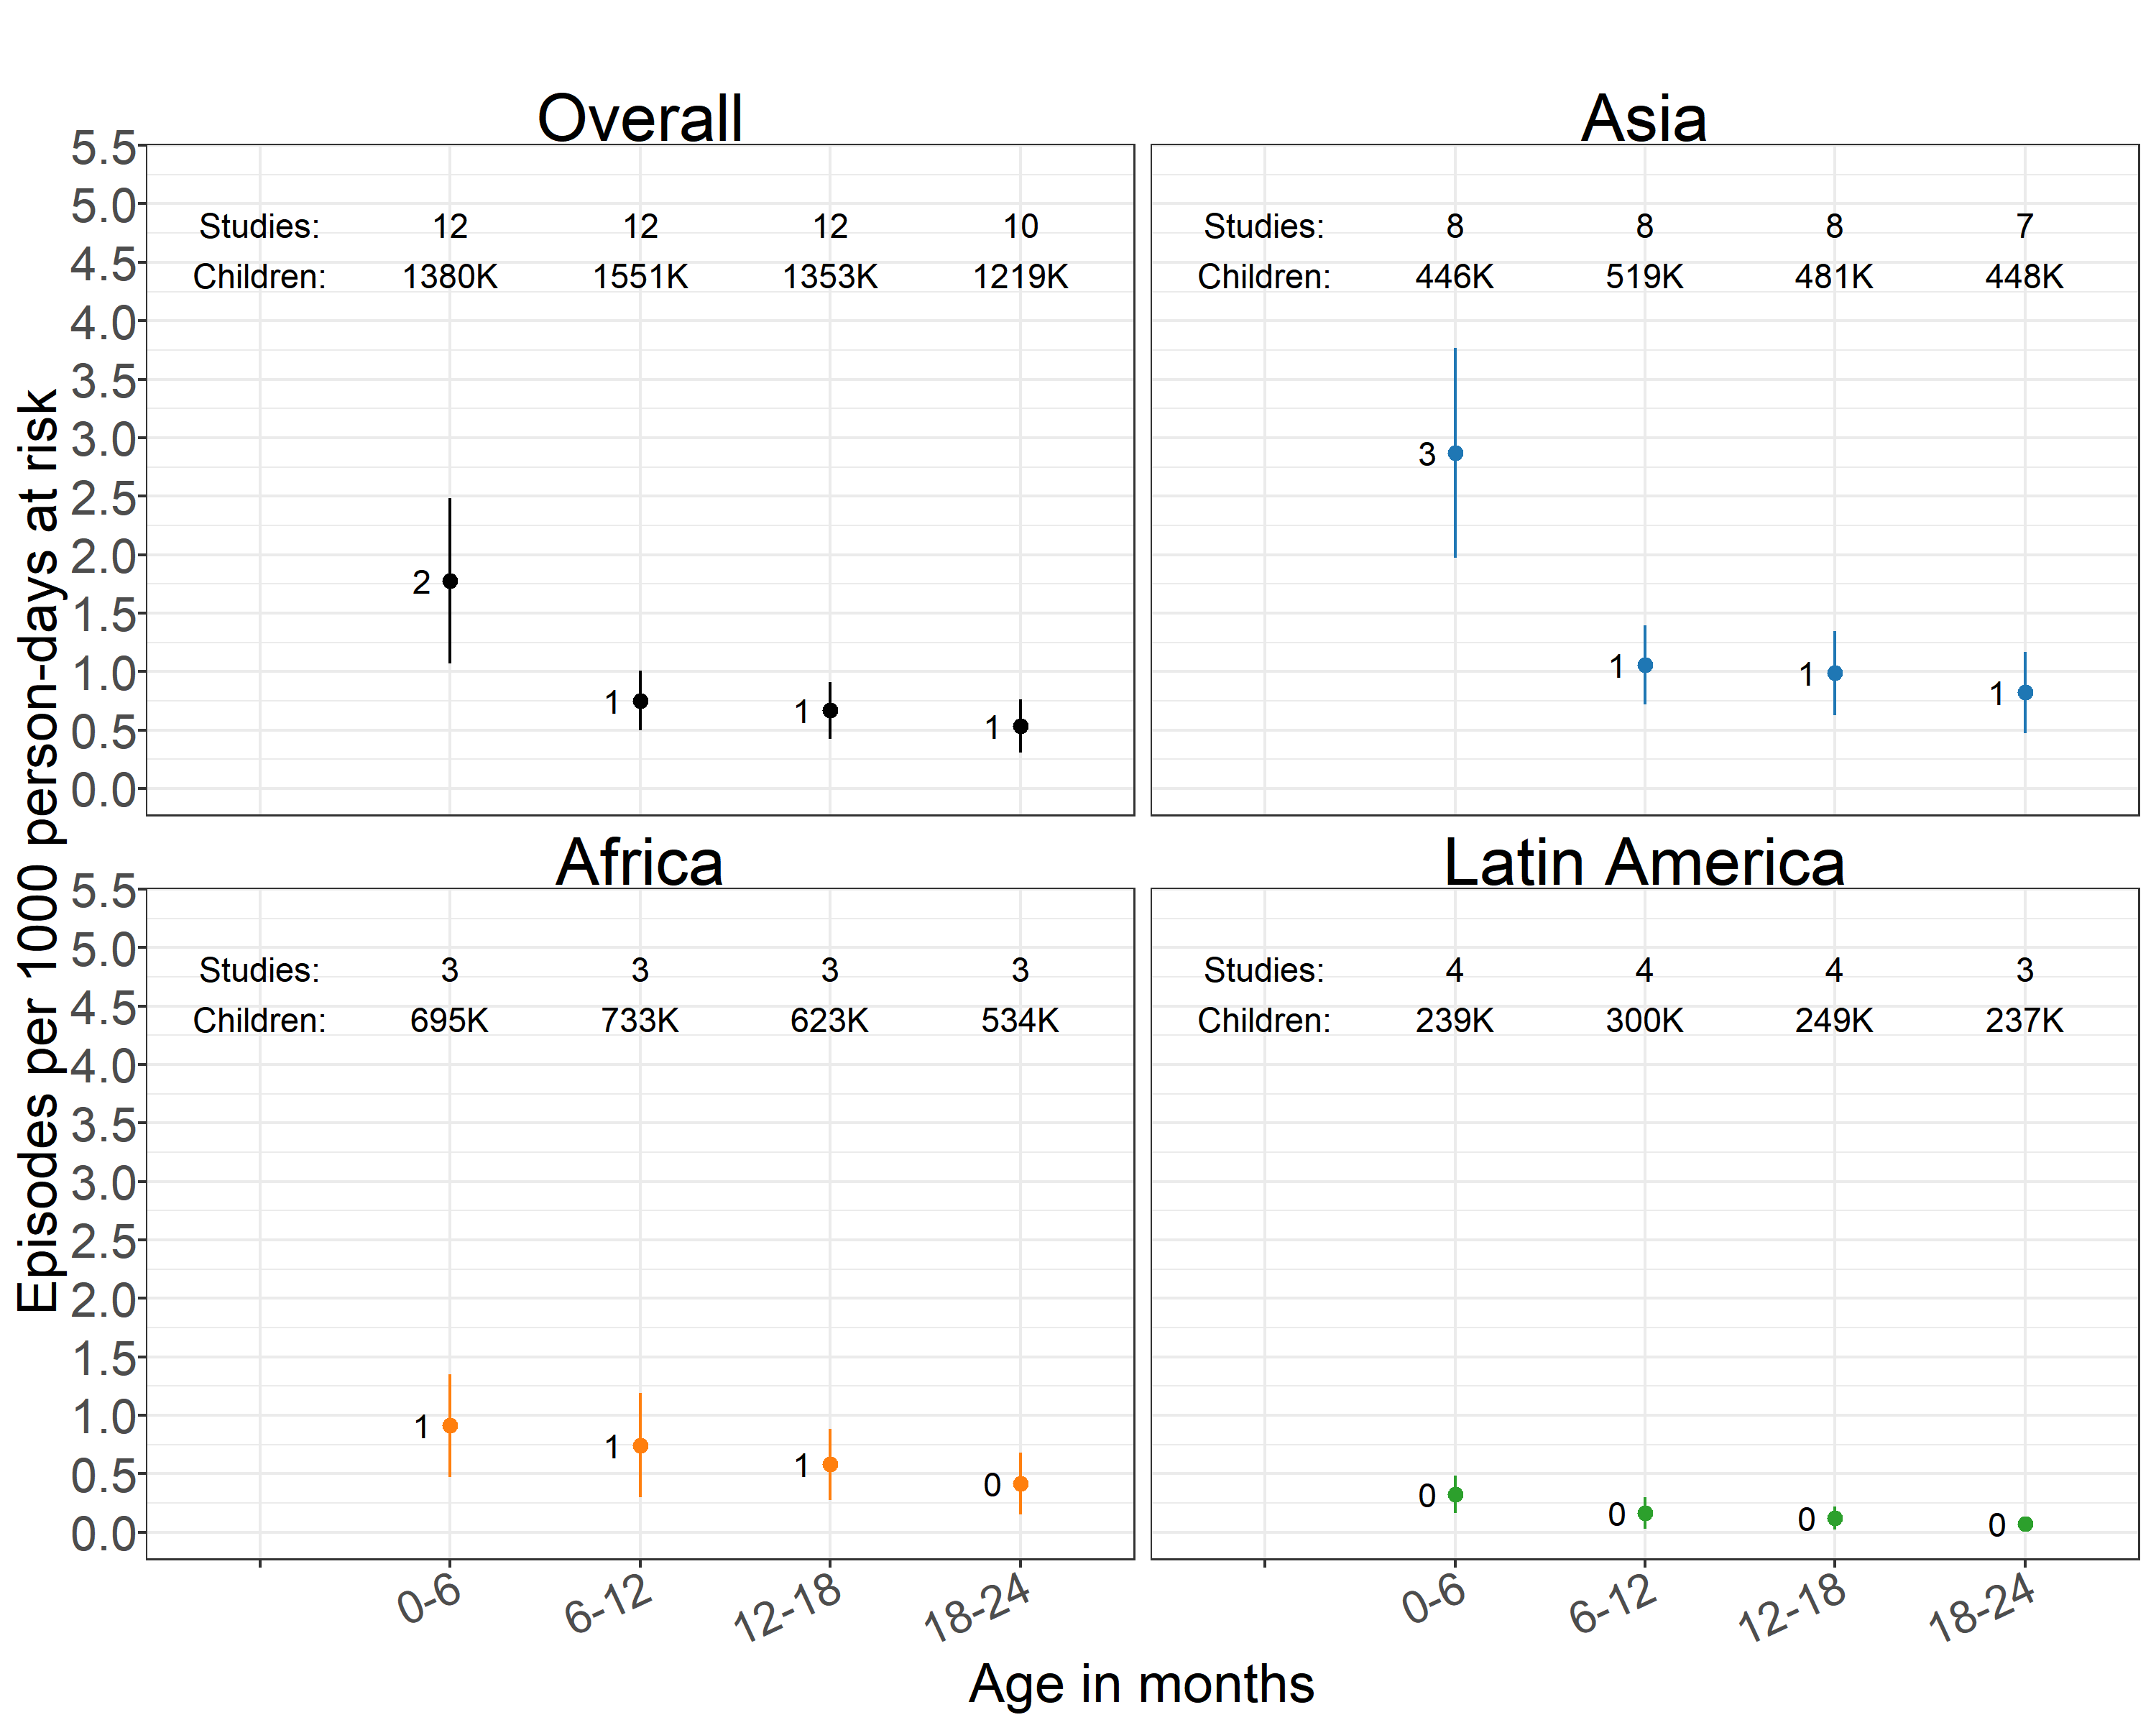 Overall
5.5
5.0
4.5
4.0
3.5
3.0
2.5
2.0
1.5
1.0
0.5
0.0
Studies: 12 12 12 10
Children: 1380K 1551K 1353K 1219K
2
1
1
1
Asia
Studies: 8 8 8 7
Children: 446K 519K 481K 448K
3
1
1
1
Africa
5.5
5.0
4.5
4.0
3.5
3.0
2.5
2.0
1.5
1.0
0.5
0.0
Studies: 3 3 3 3
Children: 695K 733K 623K 534K
1
1
1
0
Latin America
Studies: 4 4 4 3
Children: 239K 300K 249K 237K
0
0
0
0
0-6 6-12 12-18 18-24
0-6 6-12 12-18 18-24
Age in months
Episodes per 1000 person-days at risk